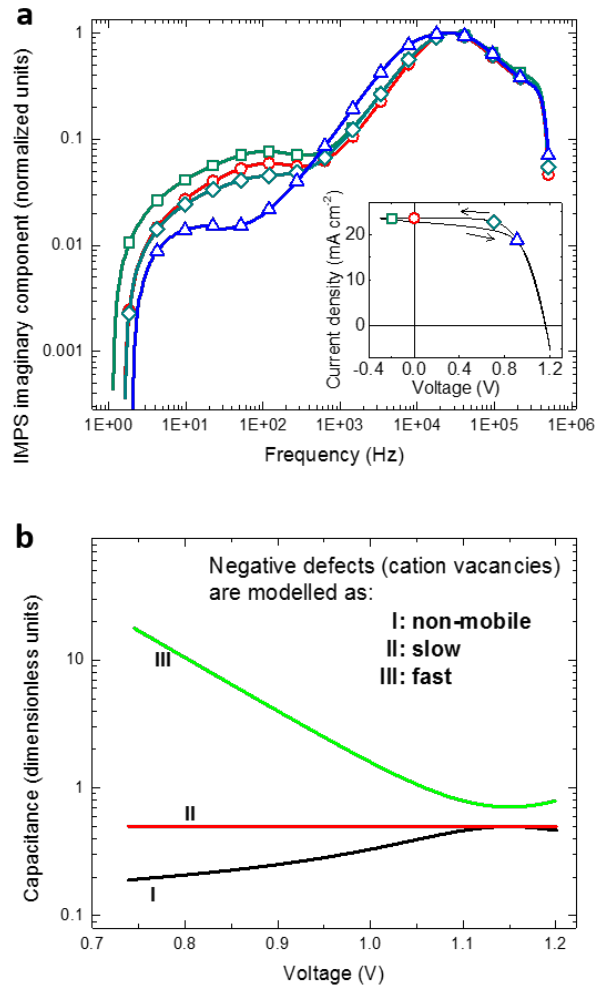 a
IMPS imaginary component (normalized units)
1
0.1
0.01
0.001
1E+00 1E+01 1E+02 1E+03 1E+04 1E+05 1E+06
Frequency (Hz)
Current density (mA cm-2)
20
10
0
-0.4 0.0 0.4 0.8 1.2
Voltage (V)
b
Capacitance (dimensionless units)
10
1
0.1
Negative defects (cation vacancies)
are modelled as:
I: non-mobile
II: slow
III: fast
III
II
I
0.7 0.8 0.9 1.0 1.1 1.2
Voltage (V)